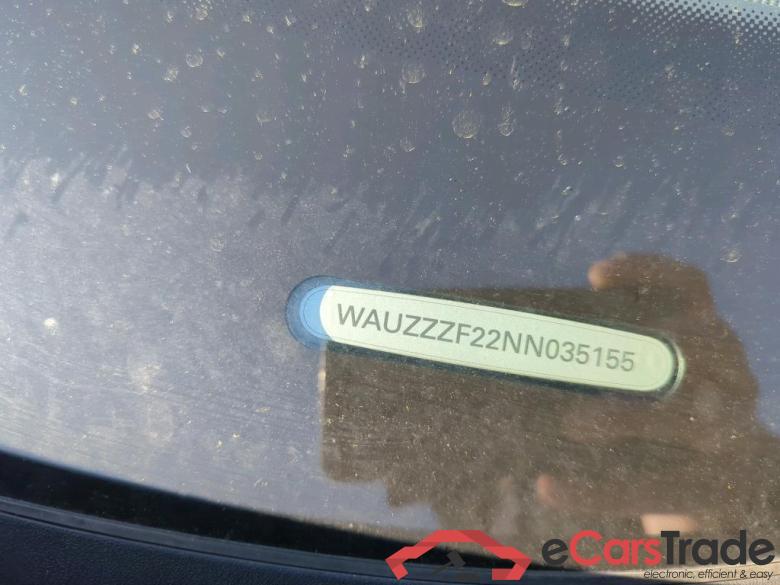 WAUZZZF22NN035155
eCarsTrade
electronic, efficient & easy